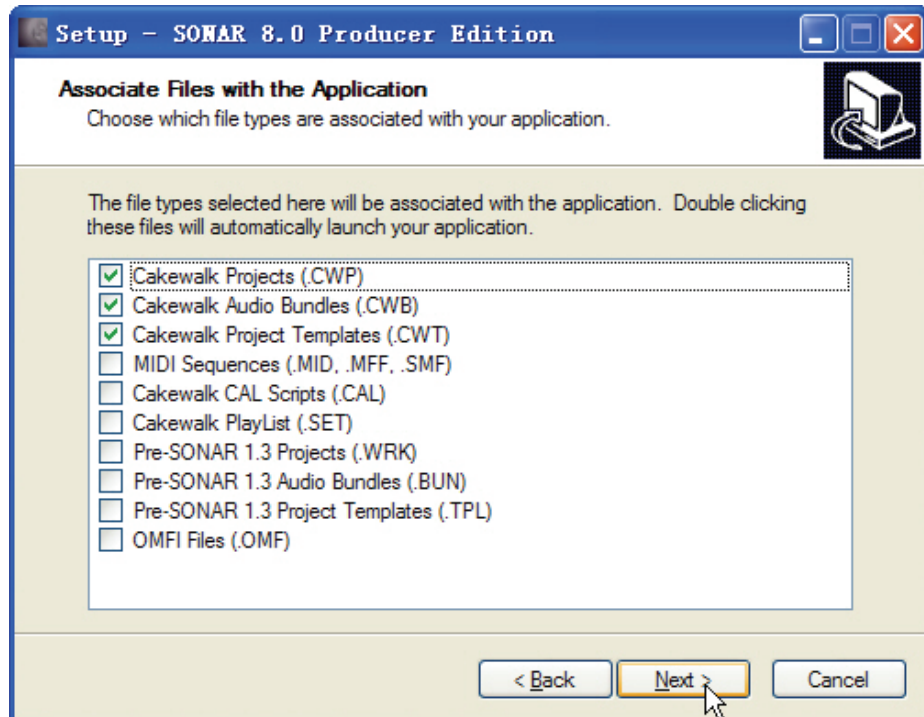 Setup - SONAR 8.0 Producer Edition
Associate Files with the Application
Choose which file types are associated with your application.
The file types selected here will be associated with the application. Double clicking
these files will automatically launch your application.
Cakewalk Projects (.CWP)
Cakewalk Audio Bundles (.CWB)
Cakewalk Project Templates (.CWT)
MIDI Sequences (.MID, .MFF, .SMF)
Cakewalk CAL Scripts (.CAL)
Cakewalk PlayList (.SET)
Pre-SONAR 1.3 Projects (.WRK)
Pre-SONAR 1.3 Audio Bundles (.BUN)
Pre-SONAR 1.3 Project Templates (.TPL)
OMFI Files (.OMF)
< Back Next > Cancel